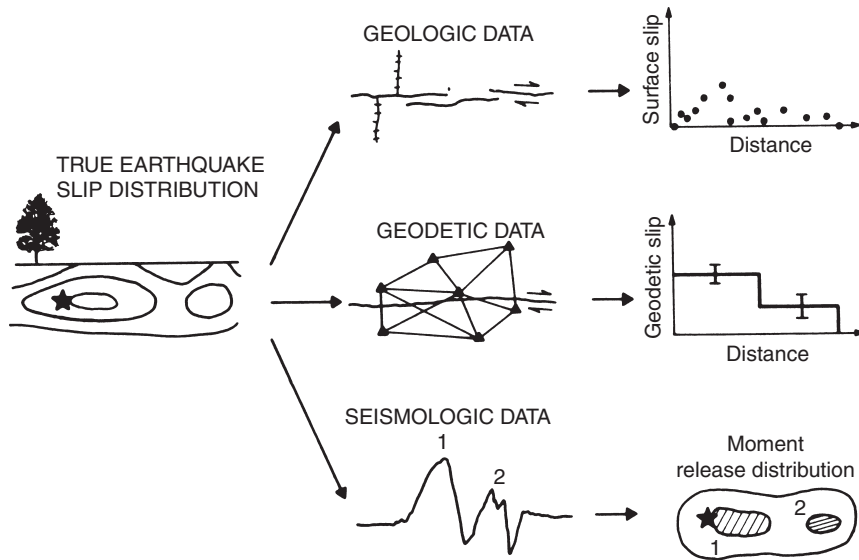 GEOLOGIC DATA
Surface slip
Distance
TRUE EARTHQUAKE
SLIP DISTRIBUTION
GEODETIC DATA
Geodetic slip
Distance
SEISMOLOGIC DATA
1
2
Moment
release distribution
2
1